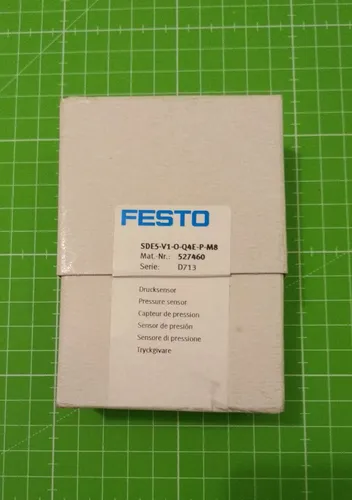 FESTO
SDE5-V1-O-Q4E-P-M8
Mat.-Nr.: 527460
Serie: D713
Drucksensor
Pressure sensor
Capteur de pression
Sensor de presión
Sensore di pressione
Tryckgivare